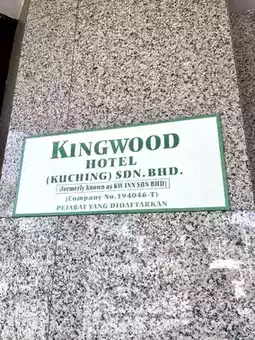 KINGWOOD
HOTEL
(KUCHING) SDN. BHD.
(formerly known as KW INN SDN BHD)
(Company No. 194046-T)
PEJABAT YANG DIDAFTARKAN